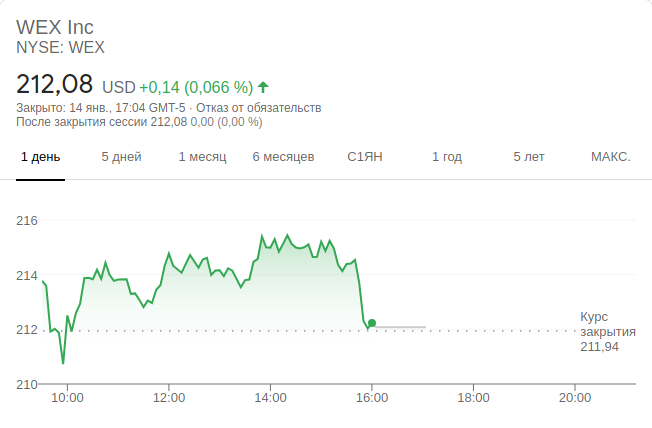 WEX Inc
NYSE: WEX
212,08 USD +0,14 (0,066 %)
Закрыто: 14 янв., 17:04 GMT-5 · Отказ от обязательств
После закрытия сессии 212,08 0,00 (0,00 %)
1 день 5 дней 1 месяц 6 месяцев С1ЯН 1 год 5 лет МАКС.
216
214
212
210
Курс
закрытия
211,94
10:00 12:00 14:00 16:00 18:00 20:00